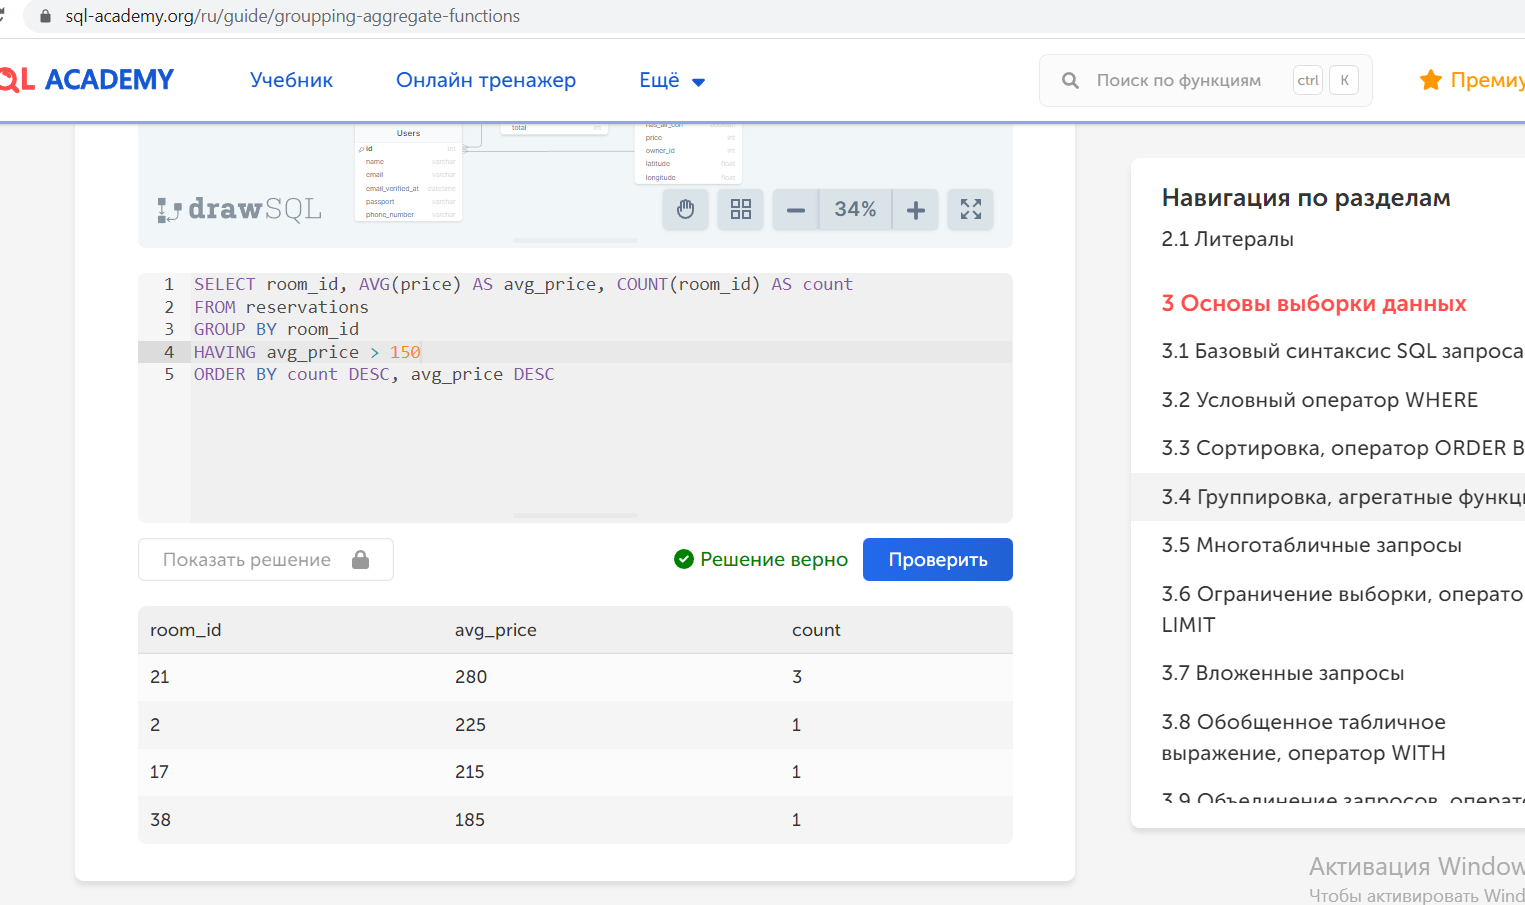 sql-academy.org/ru/guide/groupping-aggregate-functions
QL ACADEMY
Учебник
Онлайн тренажер
Ещё
Поиск по функциям
ctrl
K
Премиу
Users
id int
name varchar
email varchar
email_verified_at datetime
passport varchar
phone_number varchar
total int
has_air_con boolean
price int
owner_id int
latitude float
longitude float
drawSQL
34%
1 SELECT room_id, AVG(price) AS avg_price, COUNT(room_id) AS count
2 FROM reservations
3 GROUP BY room_id
4 HAVING avg_price > 150
5 ORDER BY count DESC, avg_price DESC
Показать решение
Решение верно
Проверить
room_id avg_price count
21 280 3
2 225 1
17 215 1
38 185 1
Навигация по разделам
2.1 Литералы
3 Основы выборки данных
3.1 Базовый синтаксис SQL запроса
3.2 Условный оператор WHERE
3.3 Сортировка, оператор ORDER B
3.4 Группировка, агрегатные функц
3.5 Многотабличные запросы
3.6 Ограничение выборки, операто
LIMIT
3.7 Вложенные запросы
3.8 Обобщенное табличное
выражение, оператор WITH
3.9 Объединение запросов, операт
Активация Window
Чтобы активировать Wind